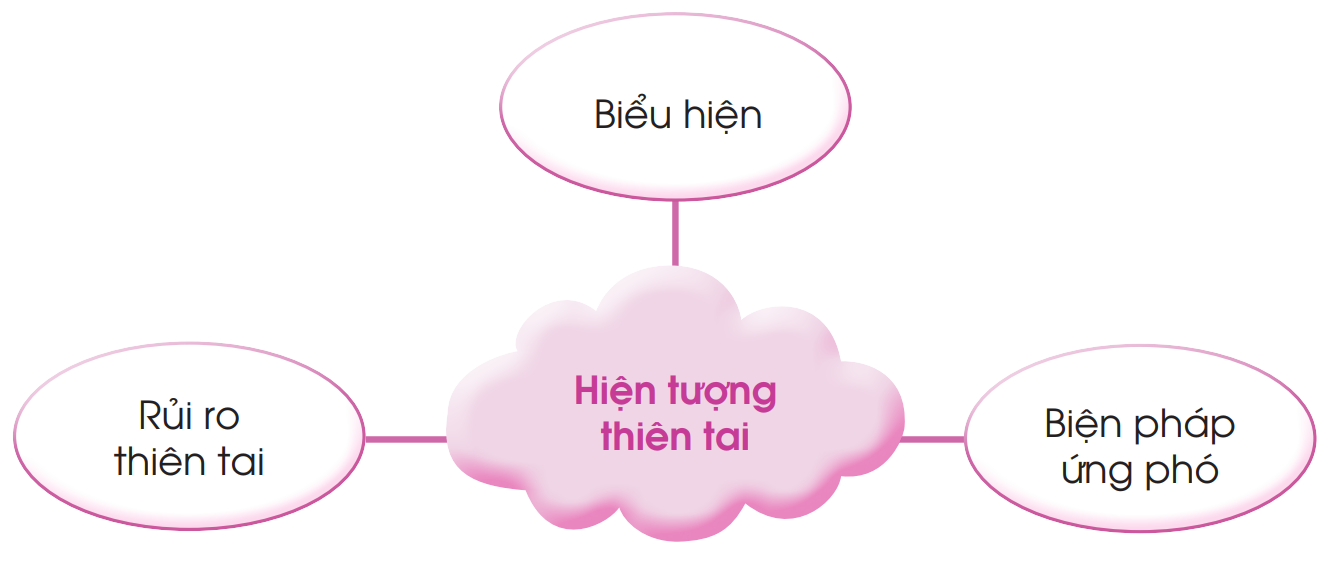 Biểu hiện
Hiện tượng
thiên tai
Rủi ro
thiên tai
Biện pháp
ứng phó